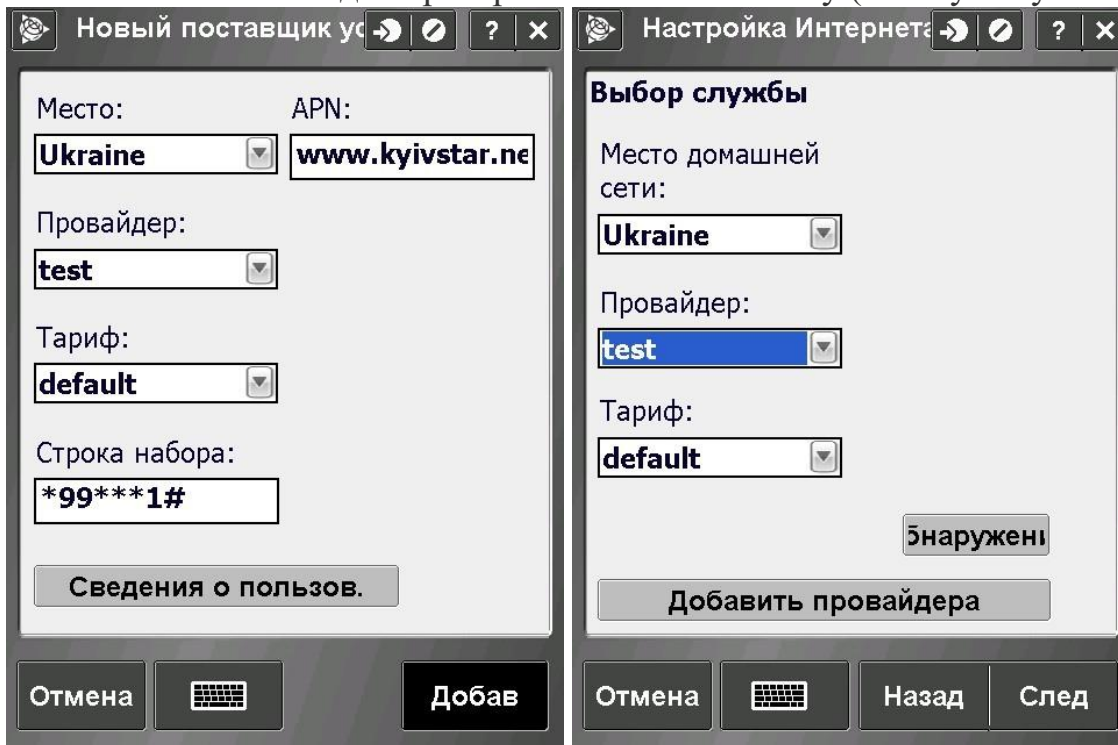 Новый поставщик ус
? ×
Место:
APN:
Ukraine
www.kyivstar.ne
Провайдер:
test
Тариф:
default
Строка набора:
*99***1#
Сведения о пользов.
Отмена
Добав
Настройка Интернета
? ×
Выбор службы
Место домашней
сети:
Ukraine
Провайдер:
test
Тариф:
default
бнаружени
Добавить провайдера
Отмена
Назад
След